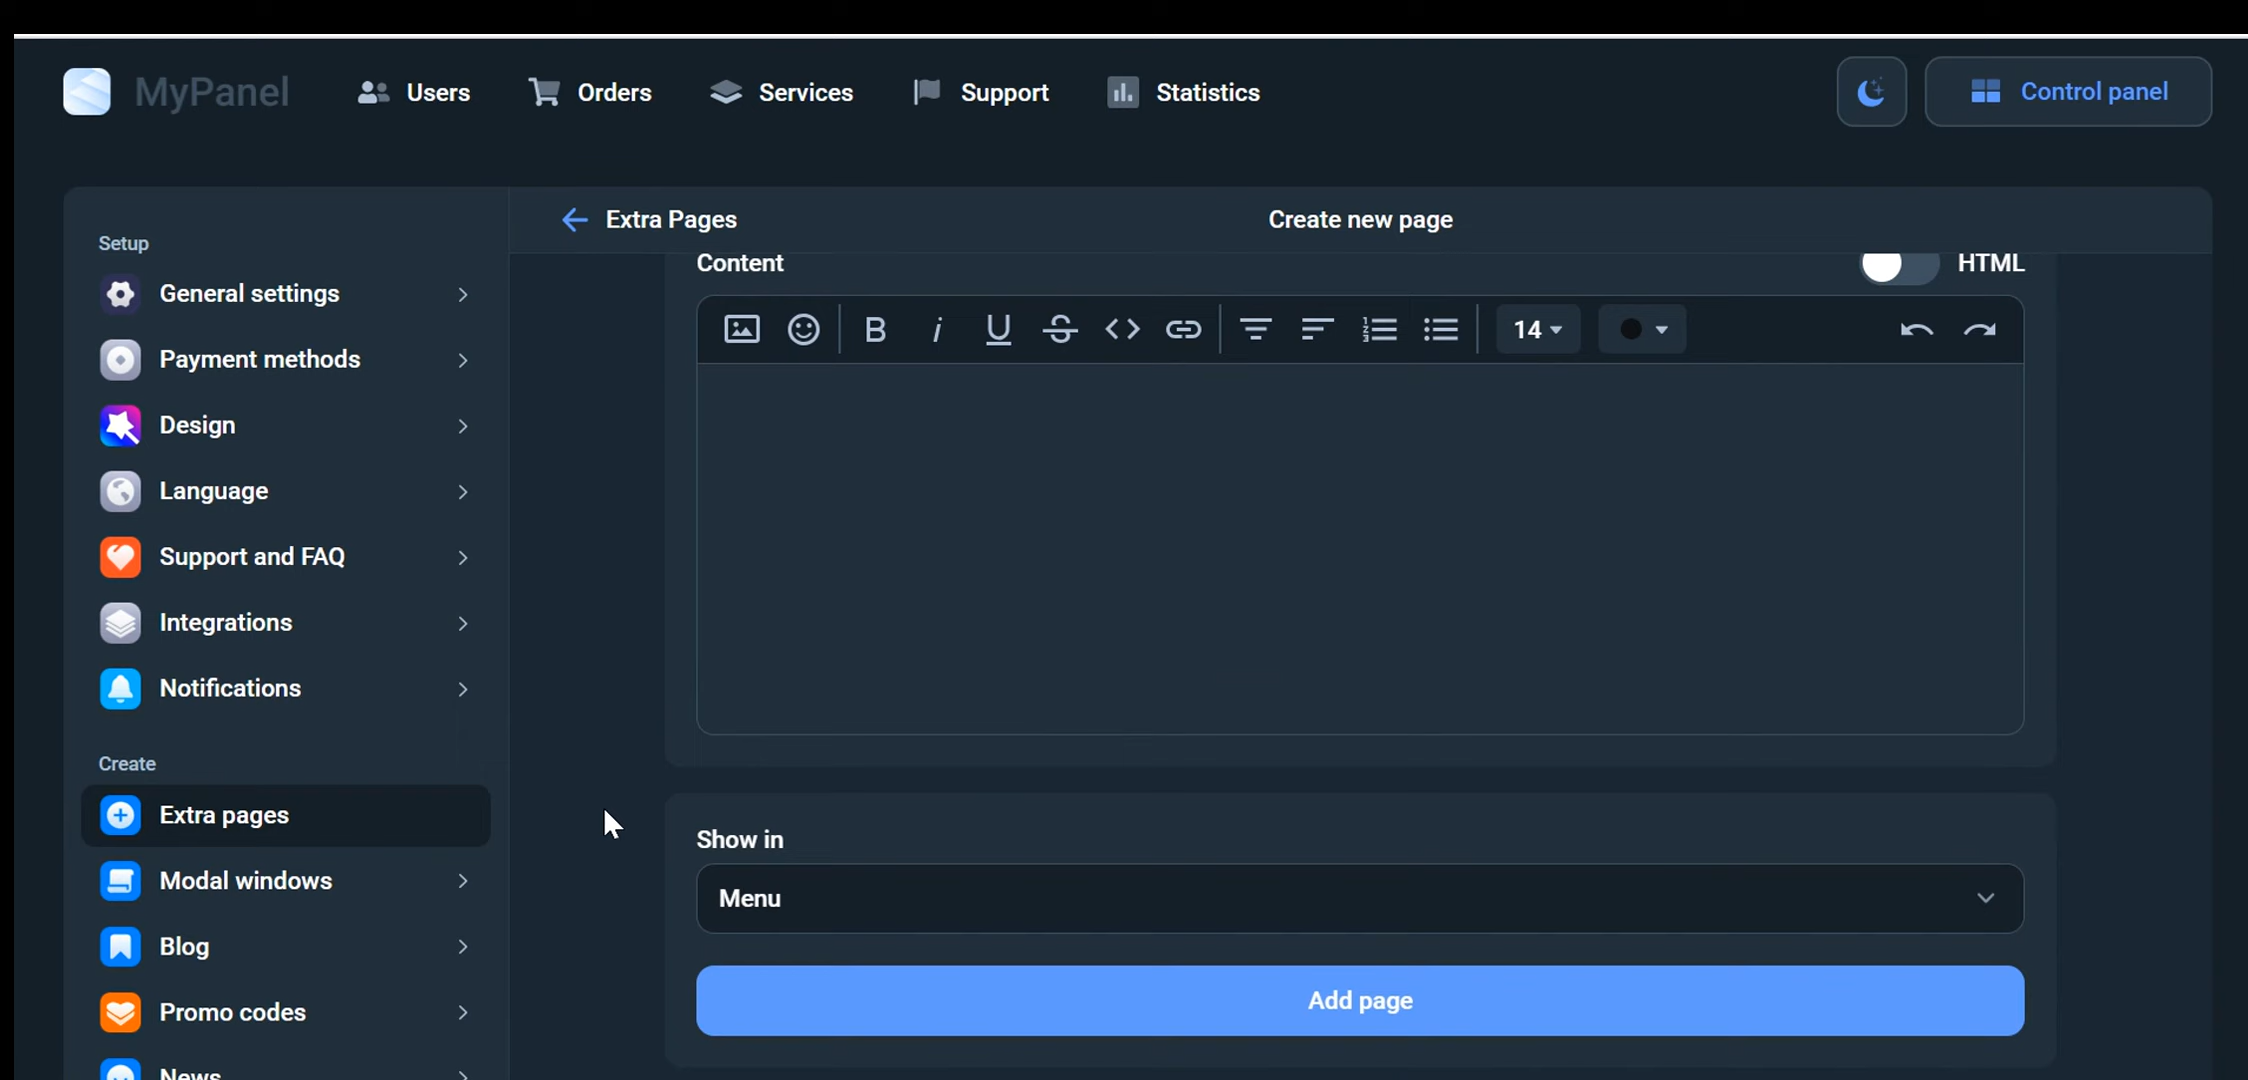 MyPanel
Users
Orders
Services
Support
Statistics
Control panel
Setup
General settings
Payment methods
Design
Language
Support and FAQ
Integrations
Notifications
Create
Extra pages
Modal windows
Blog
Promo codes
News
Extra Pages
Create new page
Content
HTML
14
Show in
Menu
Add page